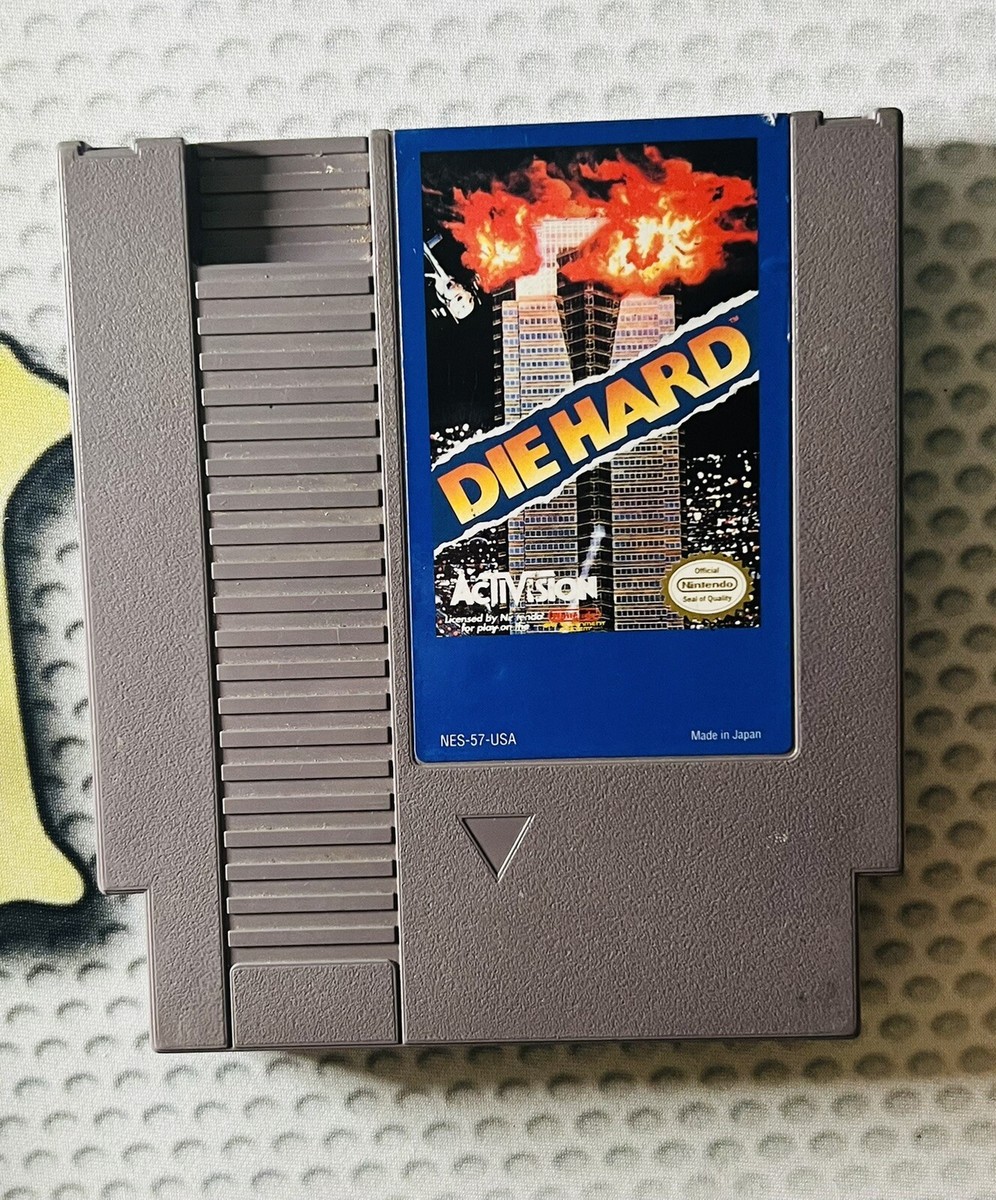 DIE HARD™
ACTIVISION
Official
Nintendo
Seal of Quality
Licensed by Nintendo
for play on the
NES-57-USA
Made in Japan